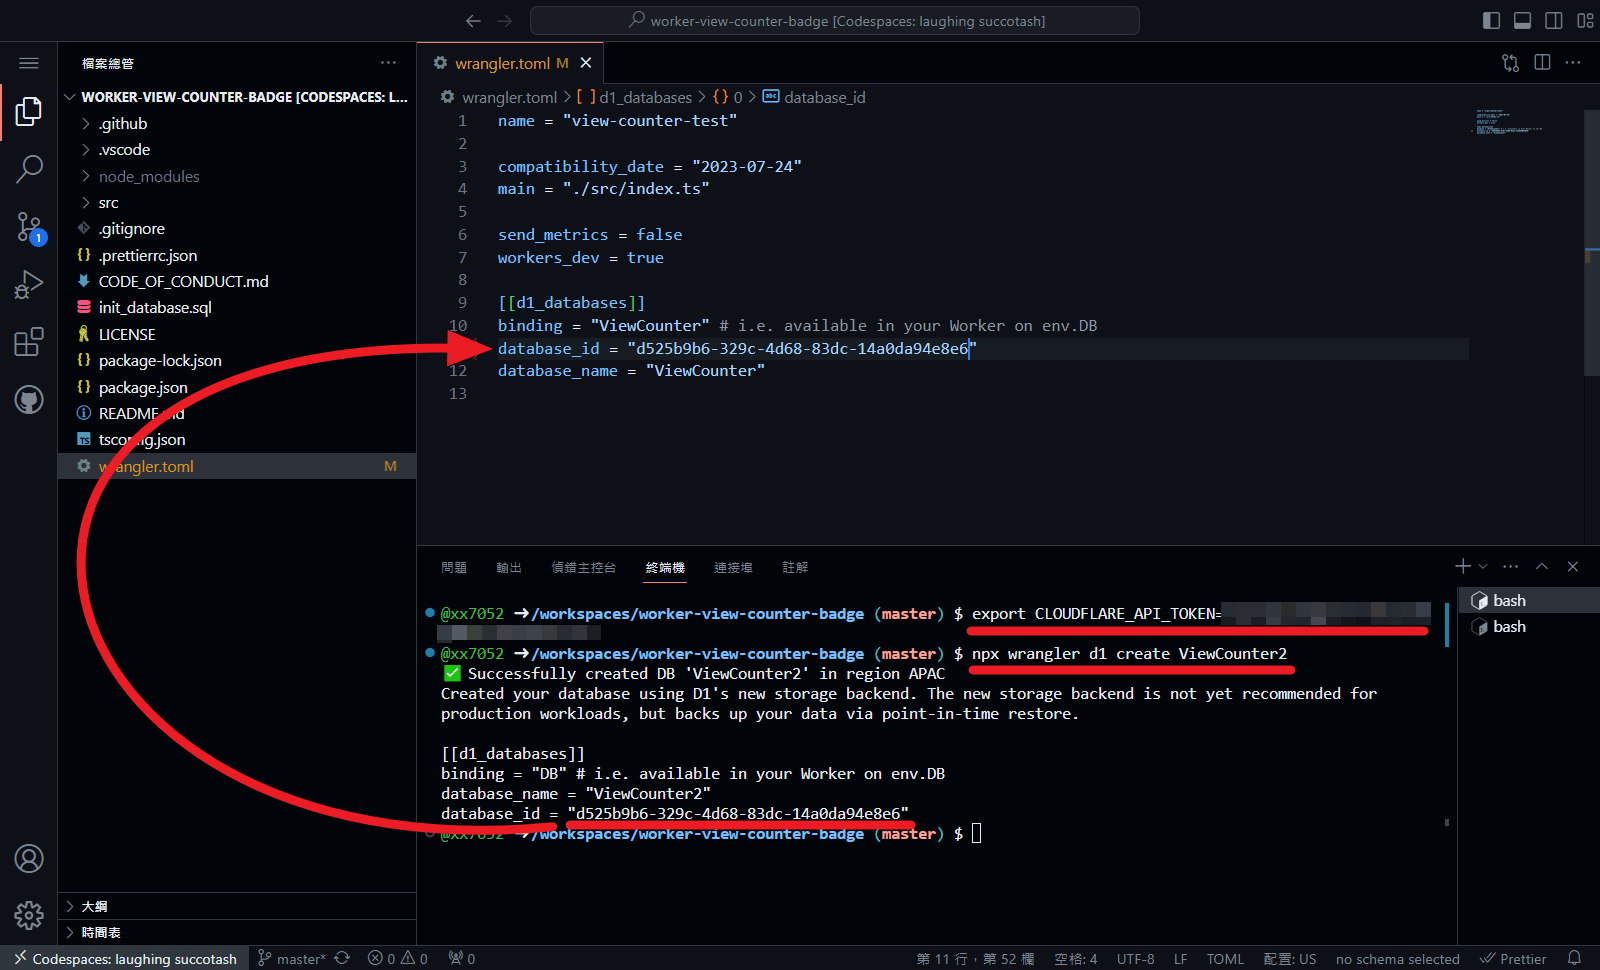 worker-view-counter-badge [Codespaces: laughing succotash]
檔案總管
WORKER-VIEW-COUNTER-BADGE [CODESPACES: L...
.github
.vscode
node_modules
src
.gitignore
.prettierrc.json
CODE_OF_CONDUCT.md
init_database.sql
LICENSE
package-lock.json
package.json
README.md
tsconfig.json
wrangler.toml M
大綱
時間表
1
wrangler.toml M
wrangler.toml > [ ] d1_databases > {} 0 > abc database_id
1 name = "view-counter-test"
2
3 compatibility_date = "2023-07-24"
4 main = "./src/index.ts"
5
6 send_metrics = false
7 workers_dev = true
8
9 [[d1_databases]]
10 binding = "ViewCounter" # i.e. available in your Worker on env.DB
database_id = "d525b9b6-329c-4d68-83dc-14a0da94e8e6"
12 database_name = "ViewCounter"
13
問題 輸出 偵錯主控台 終端機 連接埠 註解
@xx7052 ➜/workspaces/worker-view-counter-badge (master) $ export CLOUDFLARE_API_TOKEN=
@xx7052 ➜/workspaces/worker-view-counter-badge (master) $ npx wrangler d1 create ViewCounter2
✅ Successfully created DB 'ViewCounter2' in region APAC
Created your database using D1's new storage backend. The new storage backend is not yet recommended for
production workloads, but backs up your data via point-in-time restore.
[[d1_databases]]
binding = "DB" # i.e. available in your Worker on env.DB
database_name = "ViewCounter2"
database_id = "d525b9b6-329c-4d68-83dc-14a0da94e8e6"
@xx7052 ➜/workspaces/worker-view-counter-badge (master) $
bash
bash
Codespaces: laughing succotash master* 0 0 0 第 11 行，第 52 欄 空格: 4 UTF-8 LF TOML 配置: US no schema selected Prettier